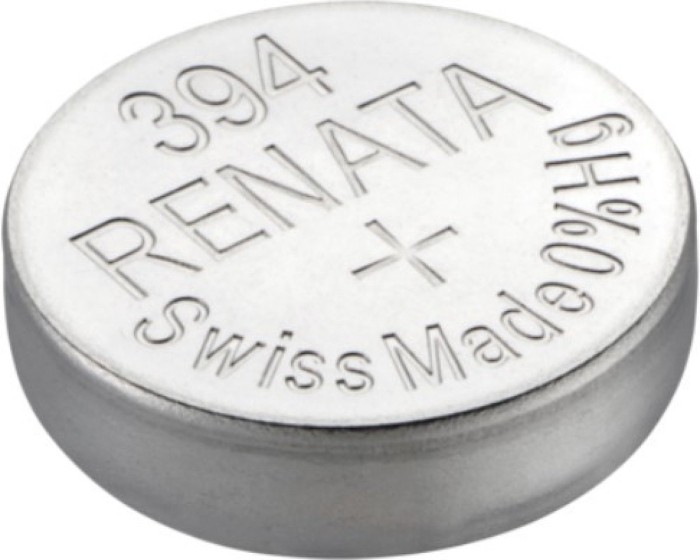 394
RENATA
+
Swiss Made 0%Hg